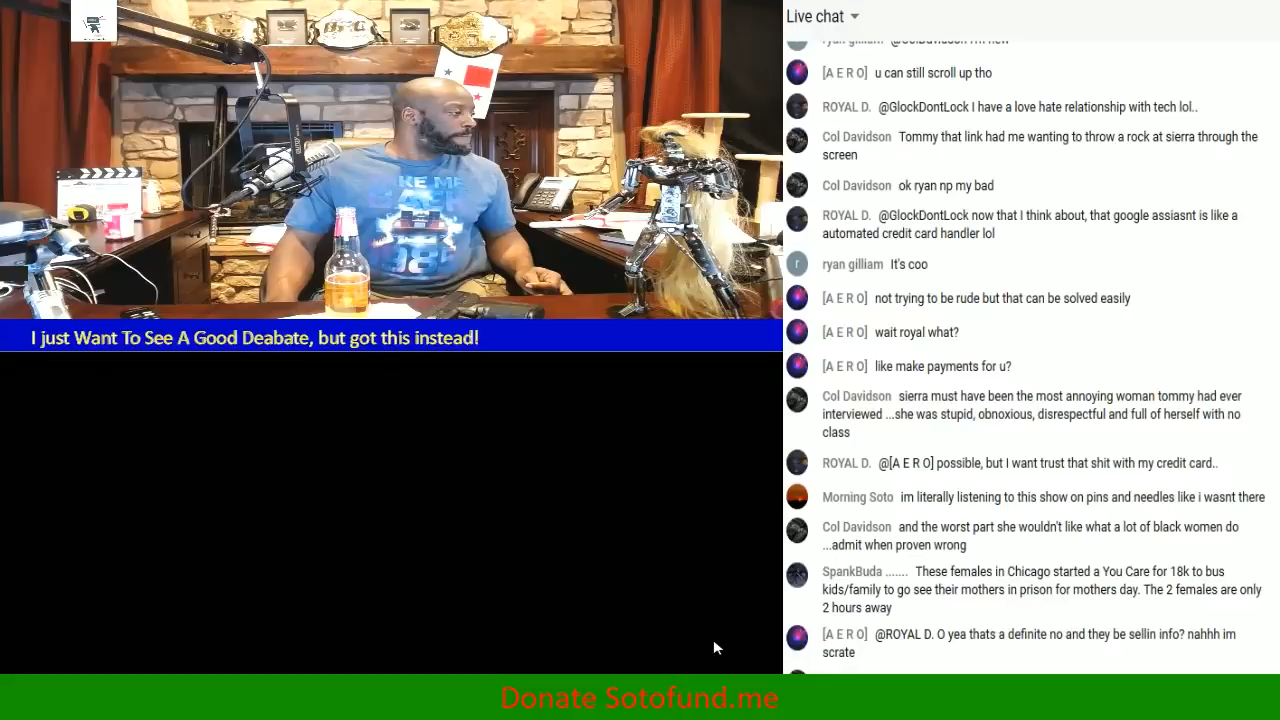 Live chat
ryan gilliam @ColDavidson I'm new
[A E R O] u can still scroll up tho
ROYAL D. @GlockDontLock I have a love hate relationship with tech lol..
Col Davidson Tommy that link had me wanting to throw a rock at sierra through the
screen
Col Davidson ok ryan np my bad
ROYAL D. @GlockDontLock now that I think about, that google assiasnt is like a
automated credit card handler lol
r
ryan gilliam It's coo
[A E R O] not trying to be rude but that can be solved easily
[A E R O] wait royal what?
[A E R O] like make payments for u?
Col Davidson sierra must have been the most annoying woman tommy had ever
interviewed ...she was stupid, obnoxious, disrespectful and full of herself with no
class
ROYAL D. @[A E R O] possible, but I want trust that shit with my credit card..
Morning Soto im literally listening to this show on pins and needles like i wasnt there
Col Davidson and the worst part she wouldn't like what a lot of black women do
...admit when proven wrong
SpankBuda ....... These females in Chicago started a You Care for 18k to bus
kids/family to go see their mothers in prison for mothers day. The 2 females are only
2 hours away
[A E R O] @ROYAL D. O yea thats a definite no and they be sellin info? nahhh im
scrate
KE ME
BACK
I just Want To See A Good Deabate, but got this instead!
Donate Sotofund.me